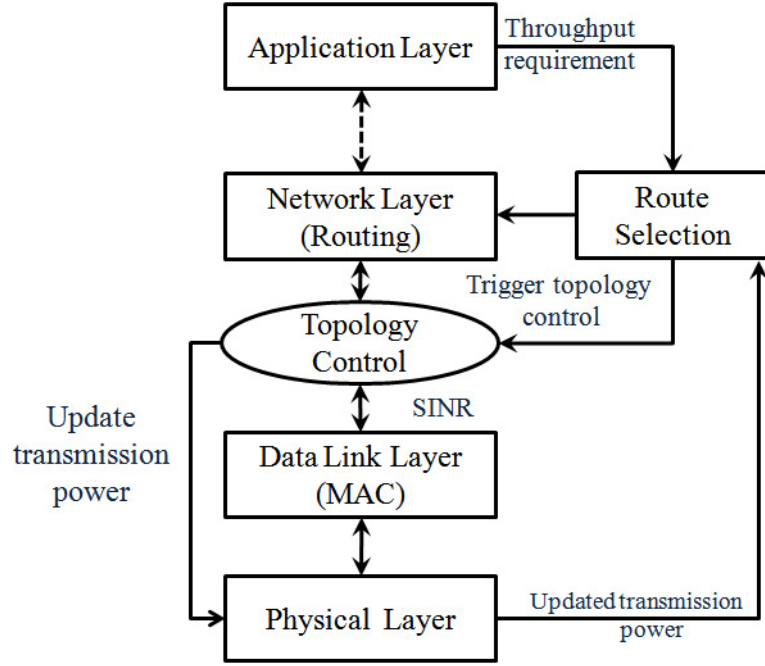 Application Layer
Throughput
requirement
Network Layer
(Routing)
Route
Selection
Trigger topology
control
Topology
Control
SINR
Update
transmission
power
Data Link Layer
(MAC)
Physical Layer
Updated transmission
power